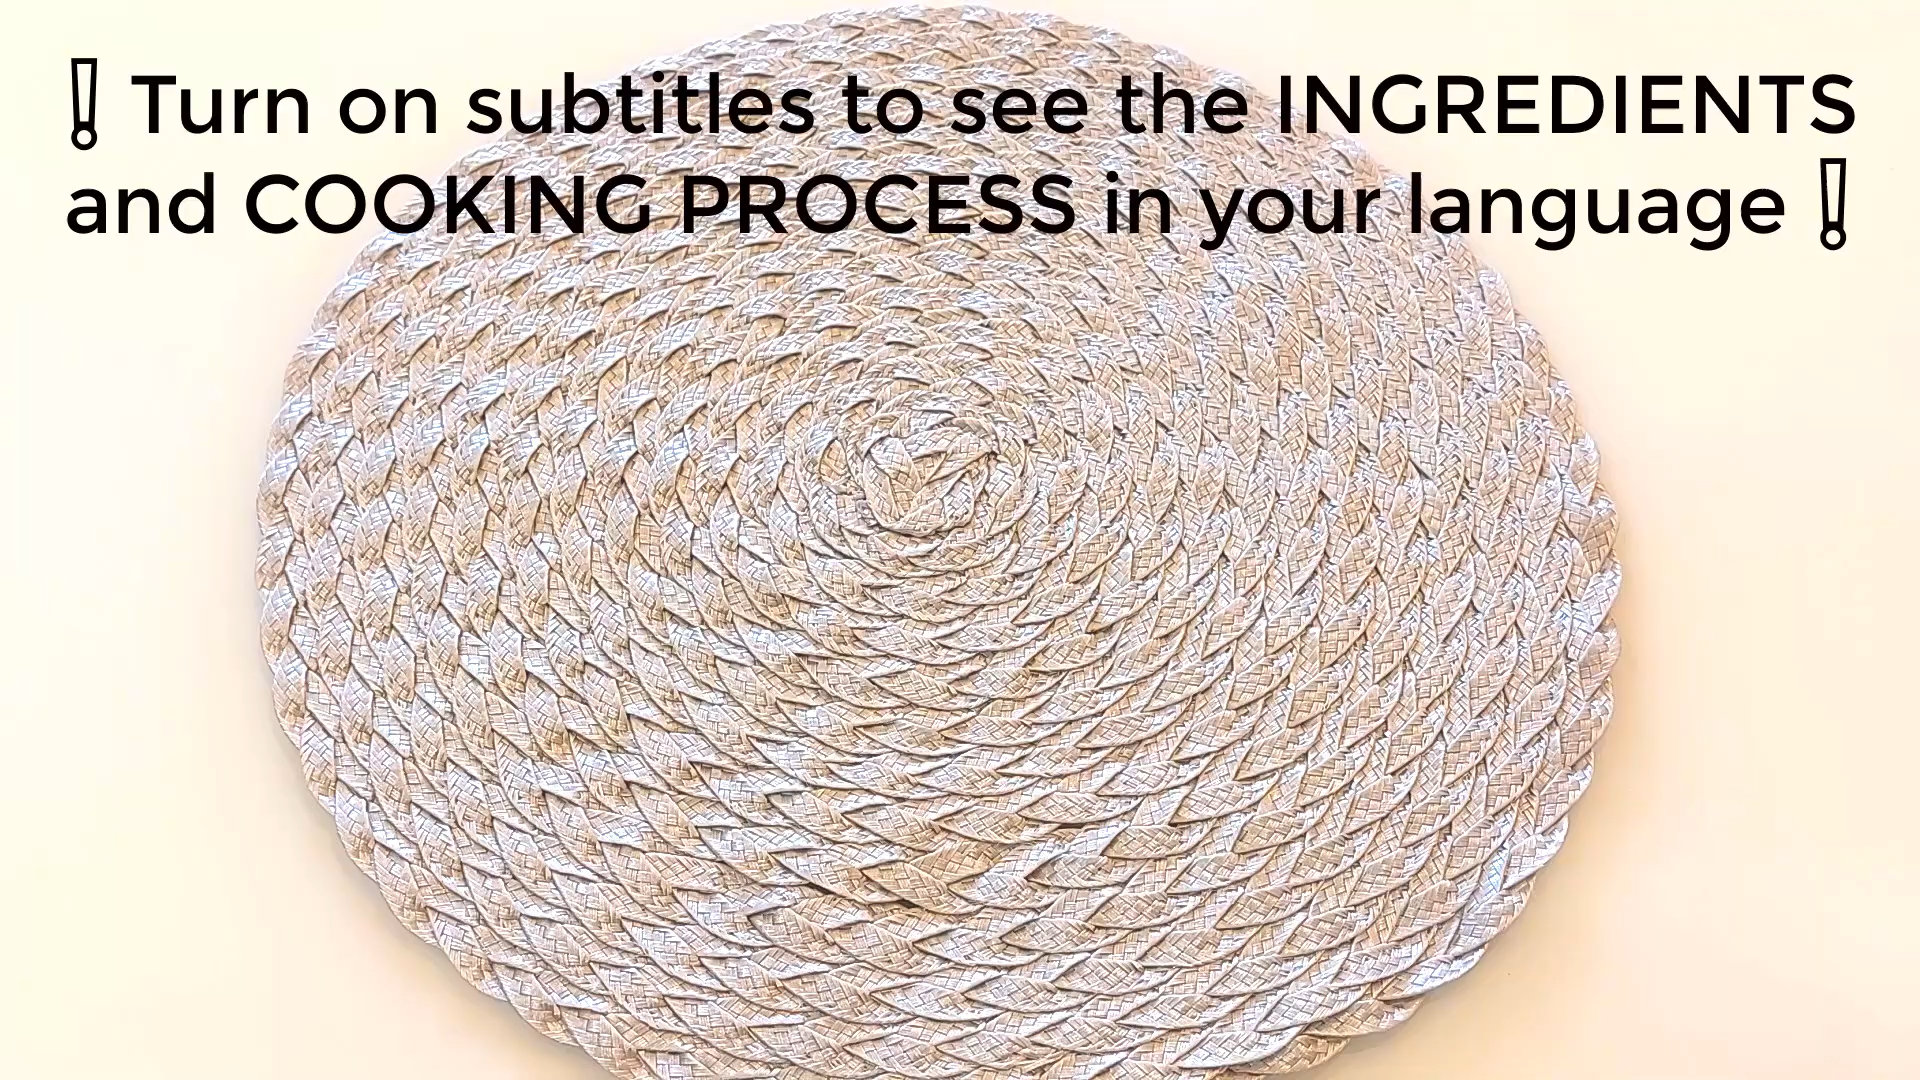 ❕Turn on subtitles to see the INGREDIENTS
and COOKING PROCESS in your language❕